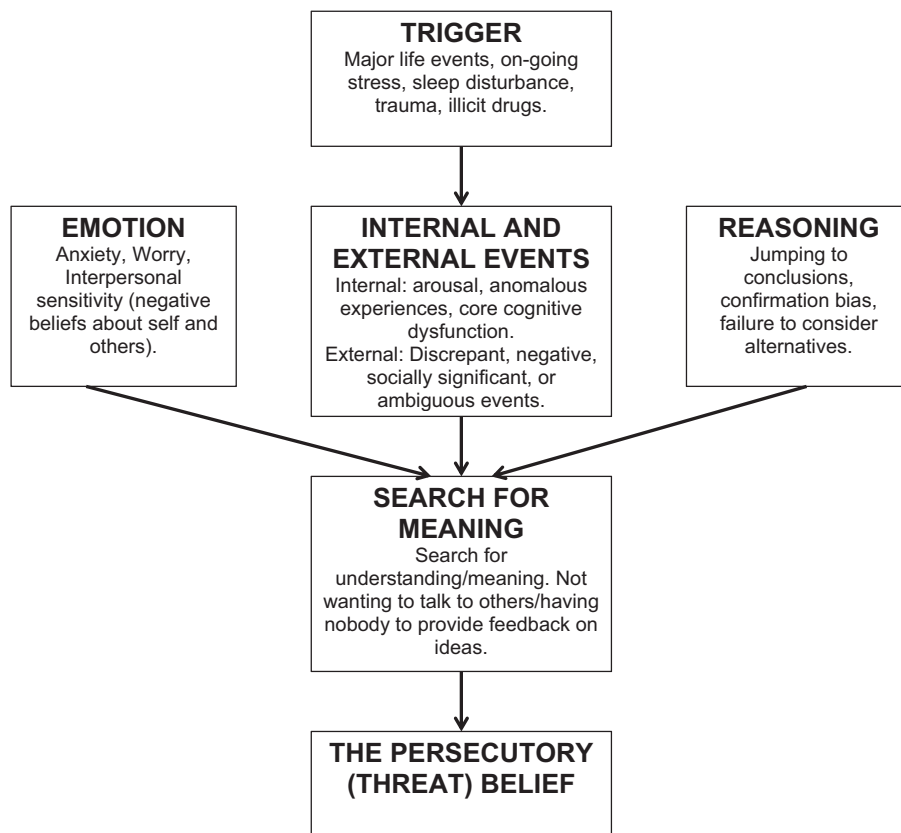 TRIGGER
Major life events, on-going
stress, sleep disturbance,
trauma, illicit drugs.
EMOTION
Anxiety, Worry,
Interpersonal
sensitivity (negative
beliefs about self and
others).
INTERNAL AND
EXTERNAL EVENTS
Internal: arousal, anomalous
experiences, core cognitive
dysfunction.
External: Discrepant, negative,
socially significant, or
ambiguous events.
REASONING
Jumping to
conclusions,
confirmation bias,
failure to consider
alternatives.
SEARCH FOR
MEANING
Search for
understanding/meaning. Not
wanting to talk to others/having
nobody to provide feedback on
ideas.
THE PERSECUTORY
(THREAT) BELIEF